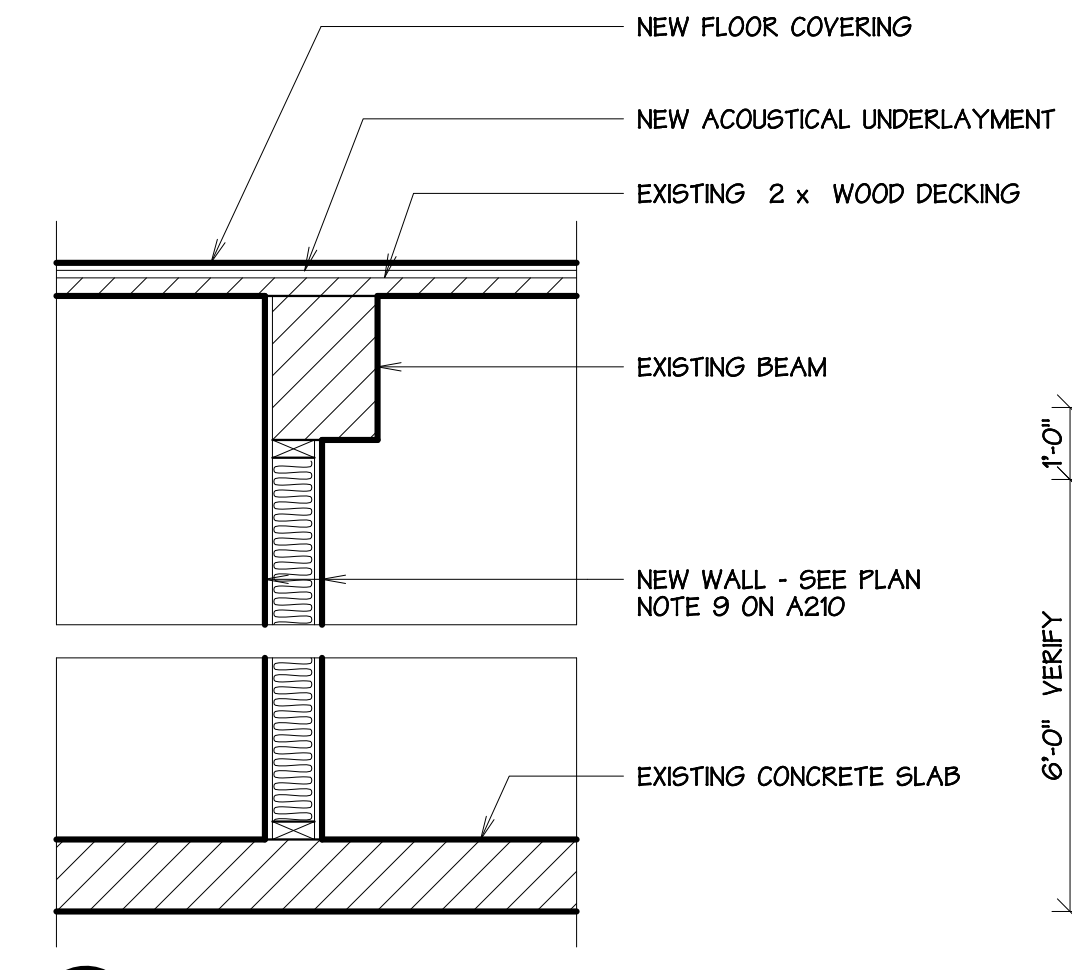 NEW FLOOR COVERING
NEW ACOUSTICAL UNDERLAYMENT
EXISTING 2 x WOOD DECKING
EXISTING BEAM
1'-0"
NEW WALL - SEE PLAN
NOTE 9 ON A210
6'-0" VERIFY
EXISTING CONCRETE SLAB